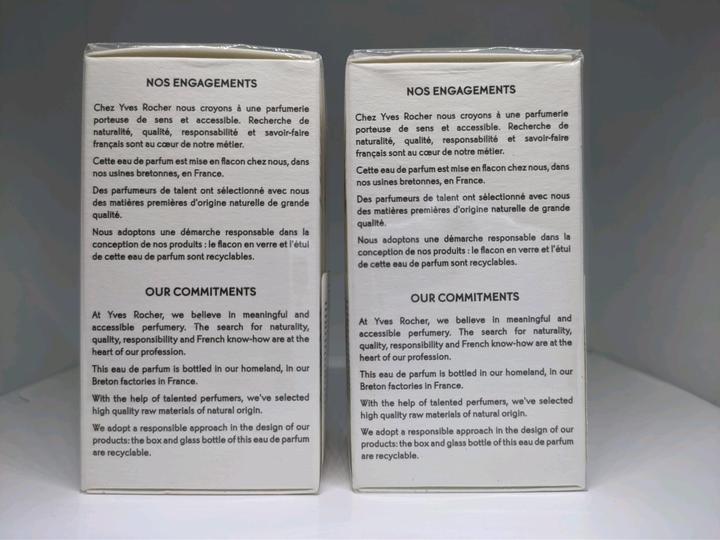 NOS ENGAGEMENTS
Chez Yves Rocher nous croyons à une parfumerie
porteuse de sens et accessible. Recherche de
naturalité, qualité, responsabilité et savoir-faire
français sont au cœur de notre métier.
Cette eau de parfum est mise en flacon chez nous, dans
nos usines bretonnes, en France.
Des parfumeurs de talent ont sélectionné avec nous
des matières premières d'origine naturelle de grande
qualité.
Nous adoptons une démarche responsable dans la
conception de nos produits : le flacon en verre et l'étui
de cette eau de parfum sont recyclables.
OUR COMMITMENTS
At Yves Rocher, we believe in meaningful and
accessible perfumery. The search for naturality,
quality, responsibility and French know-how are at the
heart of our profession.
This eau de parfum is bottled in our homeland, in our
Breton factories in France.
With the help of talented perfumers, we've selected
high quality raw materials of natural origin.
We adopt a responsible approach in the design of our
products: the box and glass bottle of this eau de parfum
are recyclable.
NOS ENGAGEMENTS
Chez Yves Rocher nous croyons à une parfumerie
porteuse de sens et accessible. Recherche de
naturalité, qualité, responsabilité et savoir-faire
français sont au cœur de notre métier.
Cette eau de parfum est mise en flacon chez nous, dans
nos usines bretonnes, en France.
Des parfumeurs de talent ont sélectionné avec nous
des matières premières d'origine naturelle de grande
qualité.
Nous adoptons une démarche responsable dans la
conception de nos produits : le flacon en verre et l'étui
de cette eau de parfum sont recyclables.
OUR COMMITMENTS
At Yves Rocher, we believe in meaningful and
accessible perfumery. The search for naturality,
quality, responsibility and French know-how are at the
heart of our profession.
This eau de parfum is bottled in our homeland, in our
Breton factories in France.
With the help of talented perfumers, we've selected
high quality raw materials of natural origin.
We adopt a responsible approach in the design of our
products: the box and glass bottle of this eau de parfum
are recyclable.